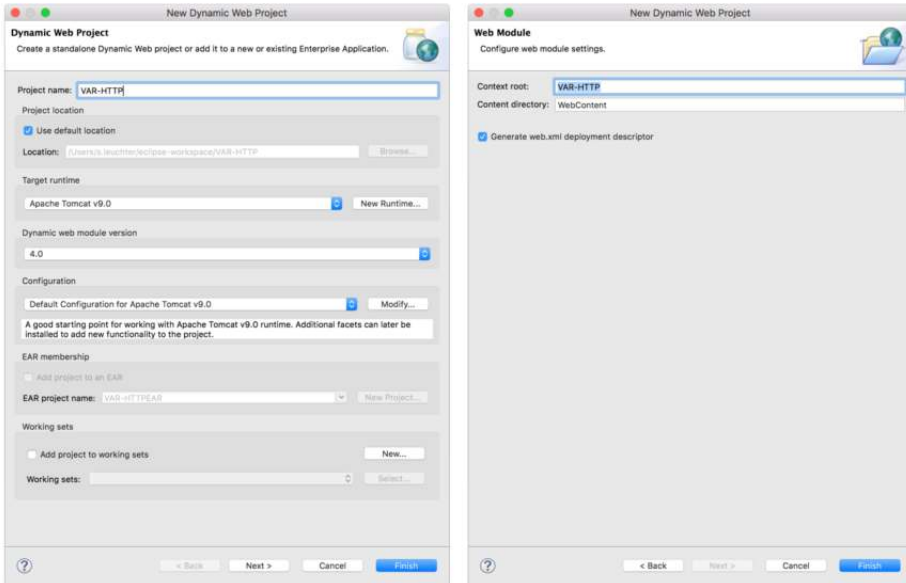 New Dynamic Web Project
Dynamic Web Project
Create a standalone Dynamic Web project or add it to a new or existing Enterprise Application.
Project name: VAR-HTTP
Project location
Use default location
Location: /Users/s.leuchter/eclipse-workspace/VAR-HTTP Browse...
Target runtime
Apache Tomcat v9.0 New Runtime...
Dynamic web module version
4.0
Configuration
Default Configuration for Apache Tomcat v9.0 Modify...
A good starting point for working with Apache Tomcat v9.0 runtime. Additional facets can later be
installed to add new functionality to the project.
EAR membership
Add project to an EAR
EAR project name: VAR-HTTPEAR New Project...
Working sets
Add project to working sets New...
Working sets: Select...
? < Back Next > Cancel Finish
New Dynamic Web Project
Web Module
Configure web module settings.
Context root: VAR-HTTP
Content directory: WebContent
Generate web.xml deployment descriptor
? < Back Next > Cancel Finish